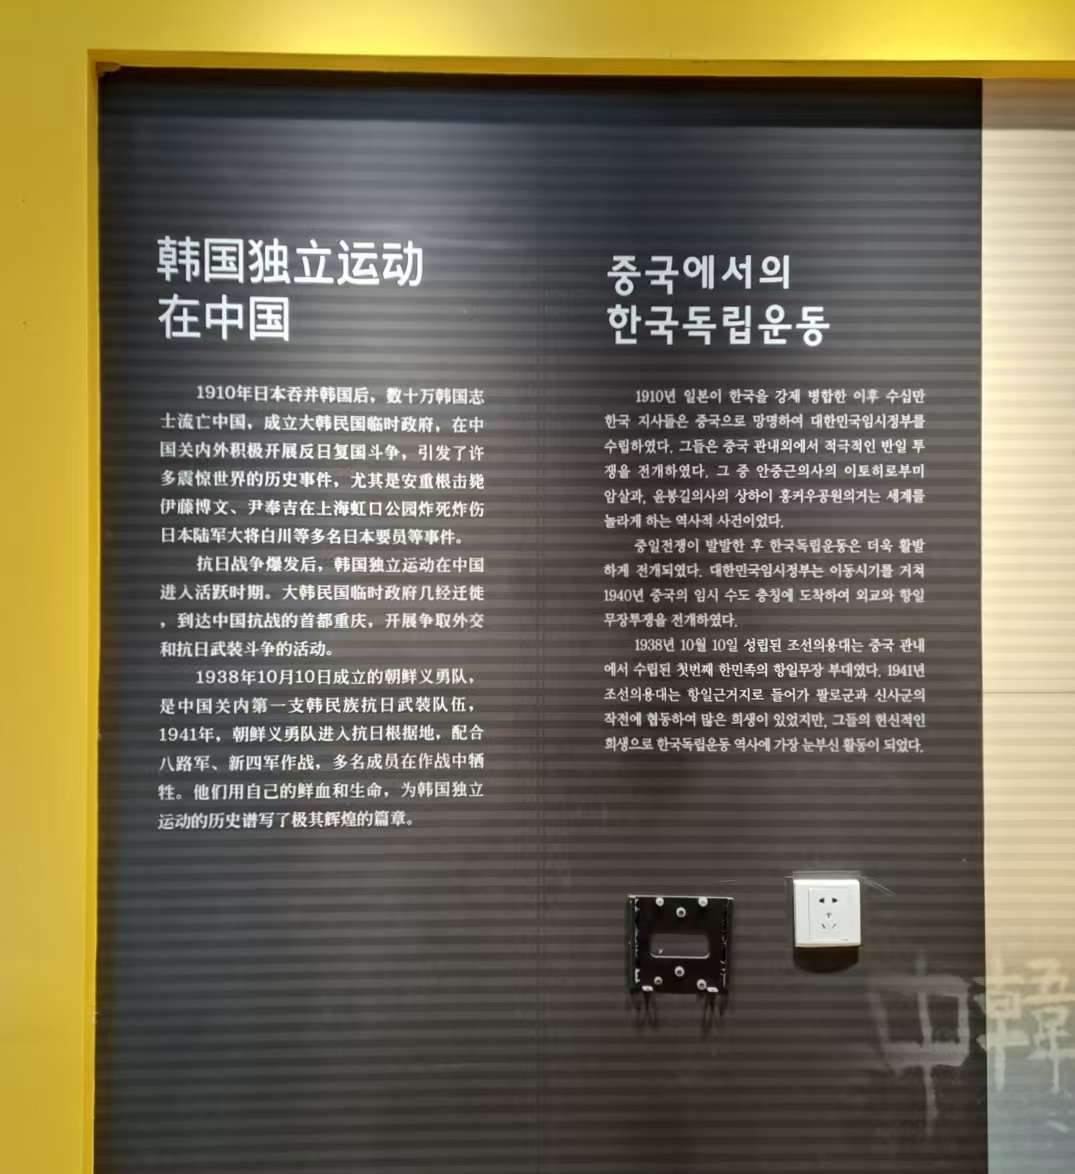 韩国独立运动
在中国
1910年日本吞并韩国后，数十万韩国志
士流亡中国，成立大韩民国临时政府，在中
国关内外积极开展反日复国斗争，引发了许
多震惊世界的历史事件，尤其是安重根击毙
伊藤博文、尹奉吉在上海虹口公园炸死炸伤
日本陆军大将白川等多名日本要员等事件。
抗日战争爆发后，韩国独立运动在中国
进入活跃时期。大韩民国临时政府几经迁徙
，到达中国抗战的首都重庆，开展争取外交
和抗日武装斗争的活动。
1938年10月10日成立的朝鲜义勇队，
是中国关内第一支韩民族抗日武装队伍，
1941年，朝鲜义勇队进入抗日根据地，配合
八路军、新四军作战，多名成员在作战中牺
牲。他们用自己的鲜血和生命，为韩国独立
运动的历史谱写了极其辉煌的篇章。
중국에서의
한국독립운동
1910년 일본이 한국을 강제 병합한 이후 수십만
한국 지사들은 중국으로 망명하여 대한민국임시정부를
수립하였다. 그들은 중국 관내외에서 적극적인 반일 투
쟁을 전개하였다. 그 중 안중근의사의 이토히로부미
암살과, 윤봉길의사의 상하이 홍커우공원의거는 세계를
놀라게 하는 역사적 사건이었다.
중일전쟁이 발발한 후 한국독립운동은 더욱 활발
하게 전개되였다. 대한민국임시정부는 이동시기를 거쳐
1940년 중국의 임시 수도 충칭에 도착하여 외교와 항일
무장투쟁을 전개하였다.
1938년 10월 10일 성립된 조선의용대는 중국 관내
에서 수립된 첫번째 한민족의 항일무장 부대였다. 1941년
조선의용대는 항일근거지로 들어가 팔로군과 신사군의
작전에 협동하여 많은 희생이 있었지만, 그들의 헌신적인
희생으로 한국독립운동 역사에 가장 눈부신 활동이 되었다.
中韓